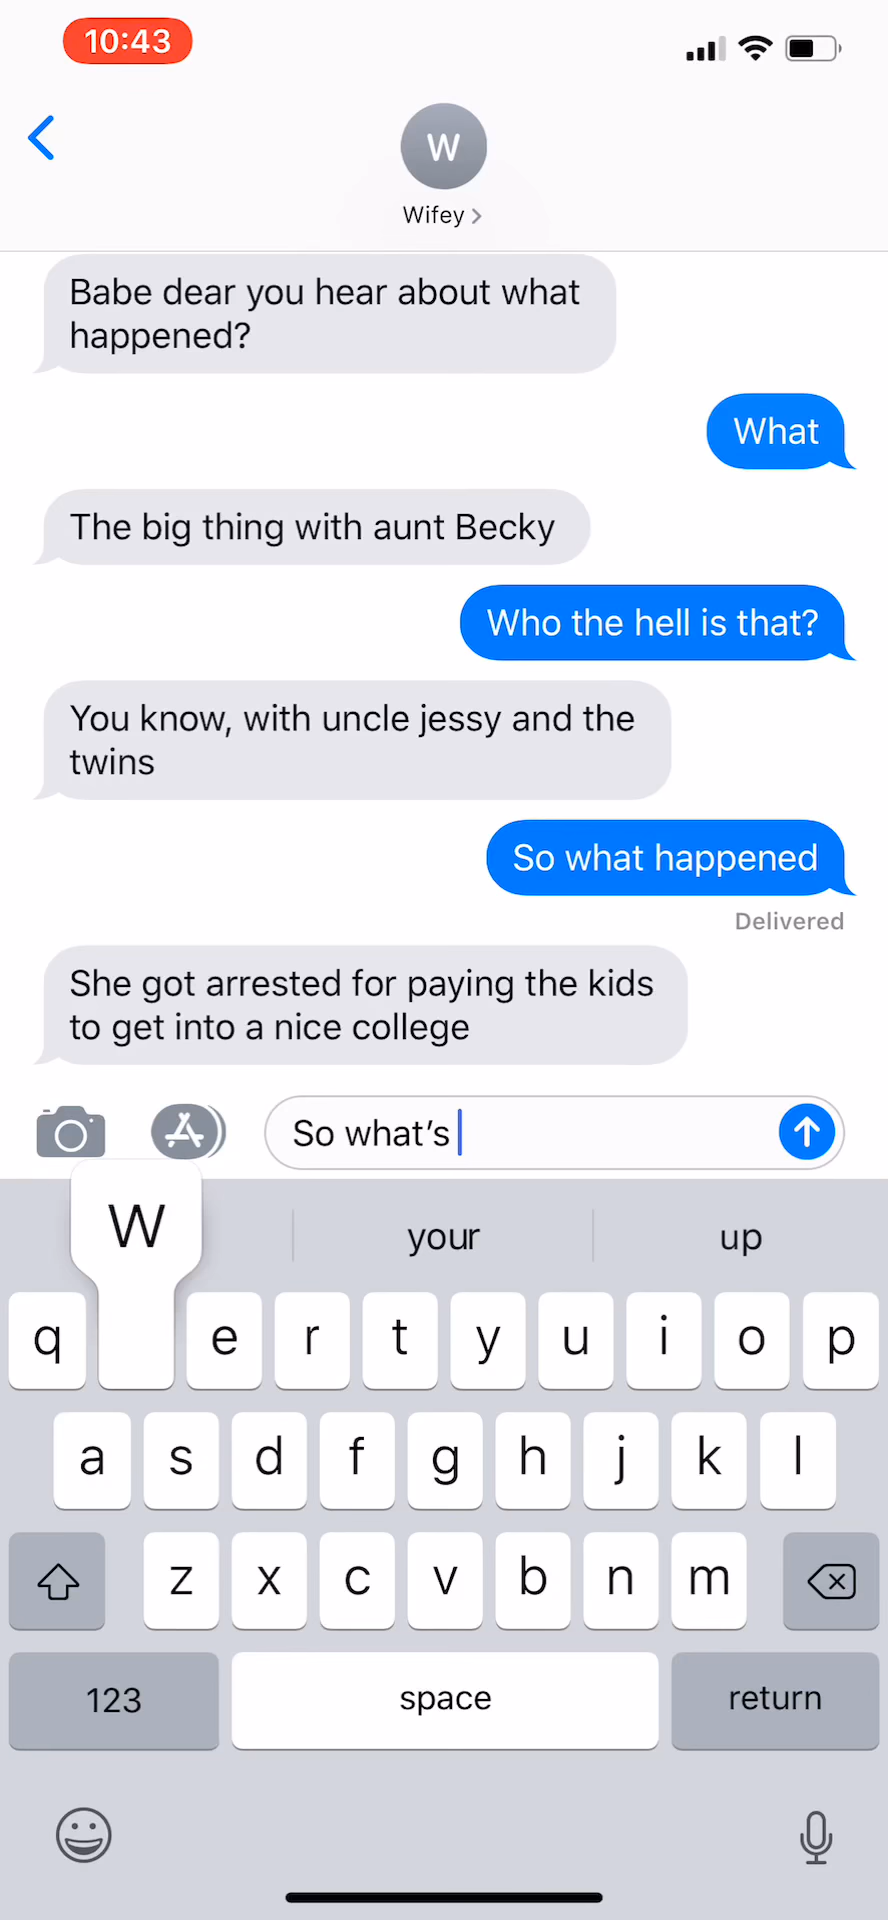 10:43
W
Wifey >
Babe dear you hear about what
happened?
What
The big thing with aunt Becky
Who the hell is that?
You know, with uncle jessy and the
twins
So what happened
Delivered
She got arrested for paying the kids
to get into a nice college
So what’s
W
your
up
q e r t y u i o p
a s d f g h j k l
z x c v b n m
123 space return